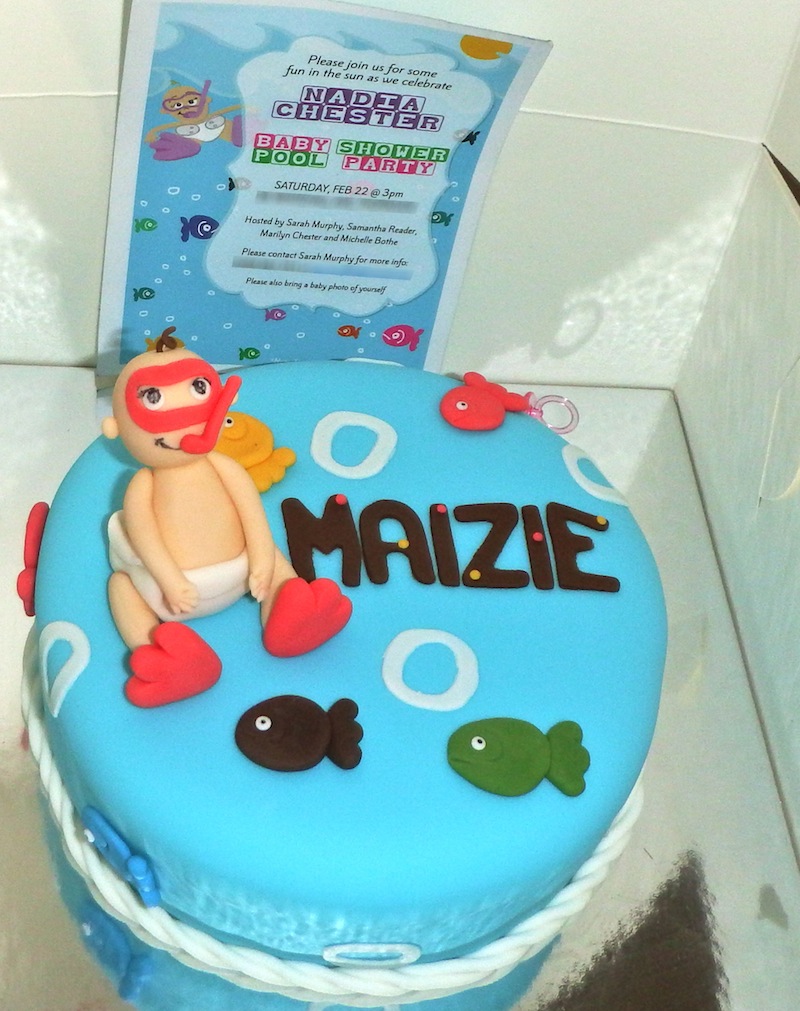 Please join us for some
fun in the sun as we celebrate
NADIA
CHESTER
BABY SHOWER
POOL PARTY
SATURDAY, FEB 22 @ 3pm
Hosted by Sarah Murphy, Samantha Reader,
Marilyn Chester and Michelle Bothe
Please contact Sarah Murphy for more info:
Please also bring a baby photo of yourself
MAIZIE